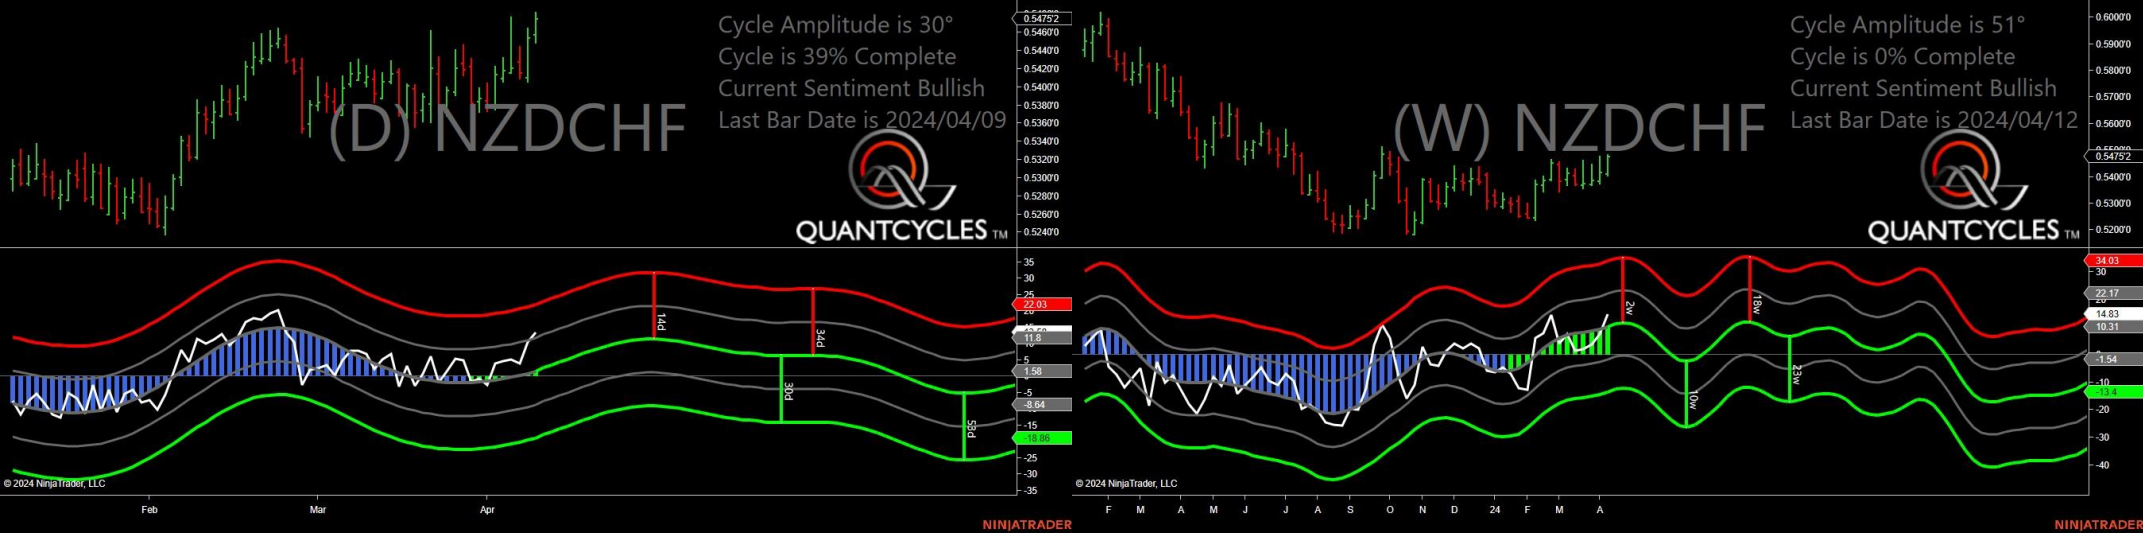 Cycle Amplitude is 30°
Cycle is 39% Complete
Current Sentiment Bullish
Last Bar Date is 2024/04/09
(D) NZDCHF
QUANTCYCLES TM
0.5475'2
0.5460'0
0.5440'0
0.5420'0
0.5400'0
0.5380'0
0.5360'0
0.5340'0
0.5320'0
0.5300'0
0.5280'0
0.5260'0
0.5240'0
35
30
25
22.03
11.8
5
1.58
-5
-8.64
-15
-18.86
-25
-30
-35
14d
34d
30d
53d
© 2024 NinjaTrader, LLC
Feb
Mar
Apr
NINJATRADER
Cycle Amplitude is 51°
Cycle is 0% Complete
Current Sentiment Bullish
Last Bar Date is 2024/04/12
(W) NZDCHF
QUANTCYCLES TM
0.6000'0
0.5900'0
0.5800'0
0.5700'0
0.5600'0
0.5475'2
0.5400'0
0.5300'0
0.5200'0
34.03
30
22.17
14.83
10.31
-1.54
-10
-13.4
-20
-30
-40
2w
18w
10w
23w
© 2024 NinjaTrader, LLC
F
M
A
M
J
J
A
S
O
N
D
24
F
M
A
NINJATRADER